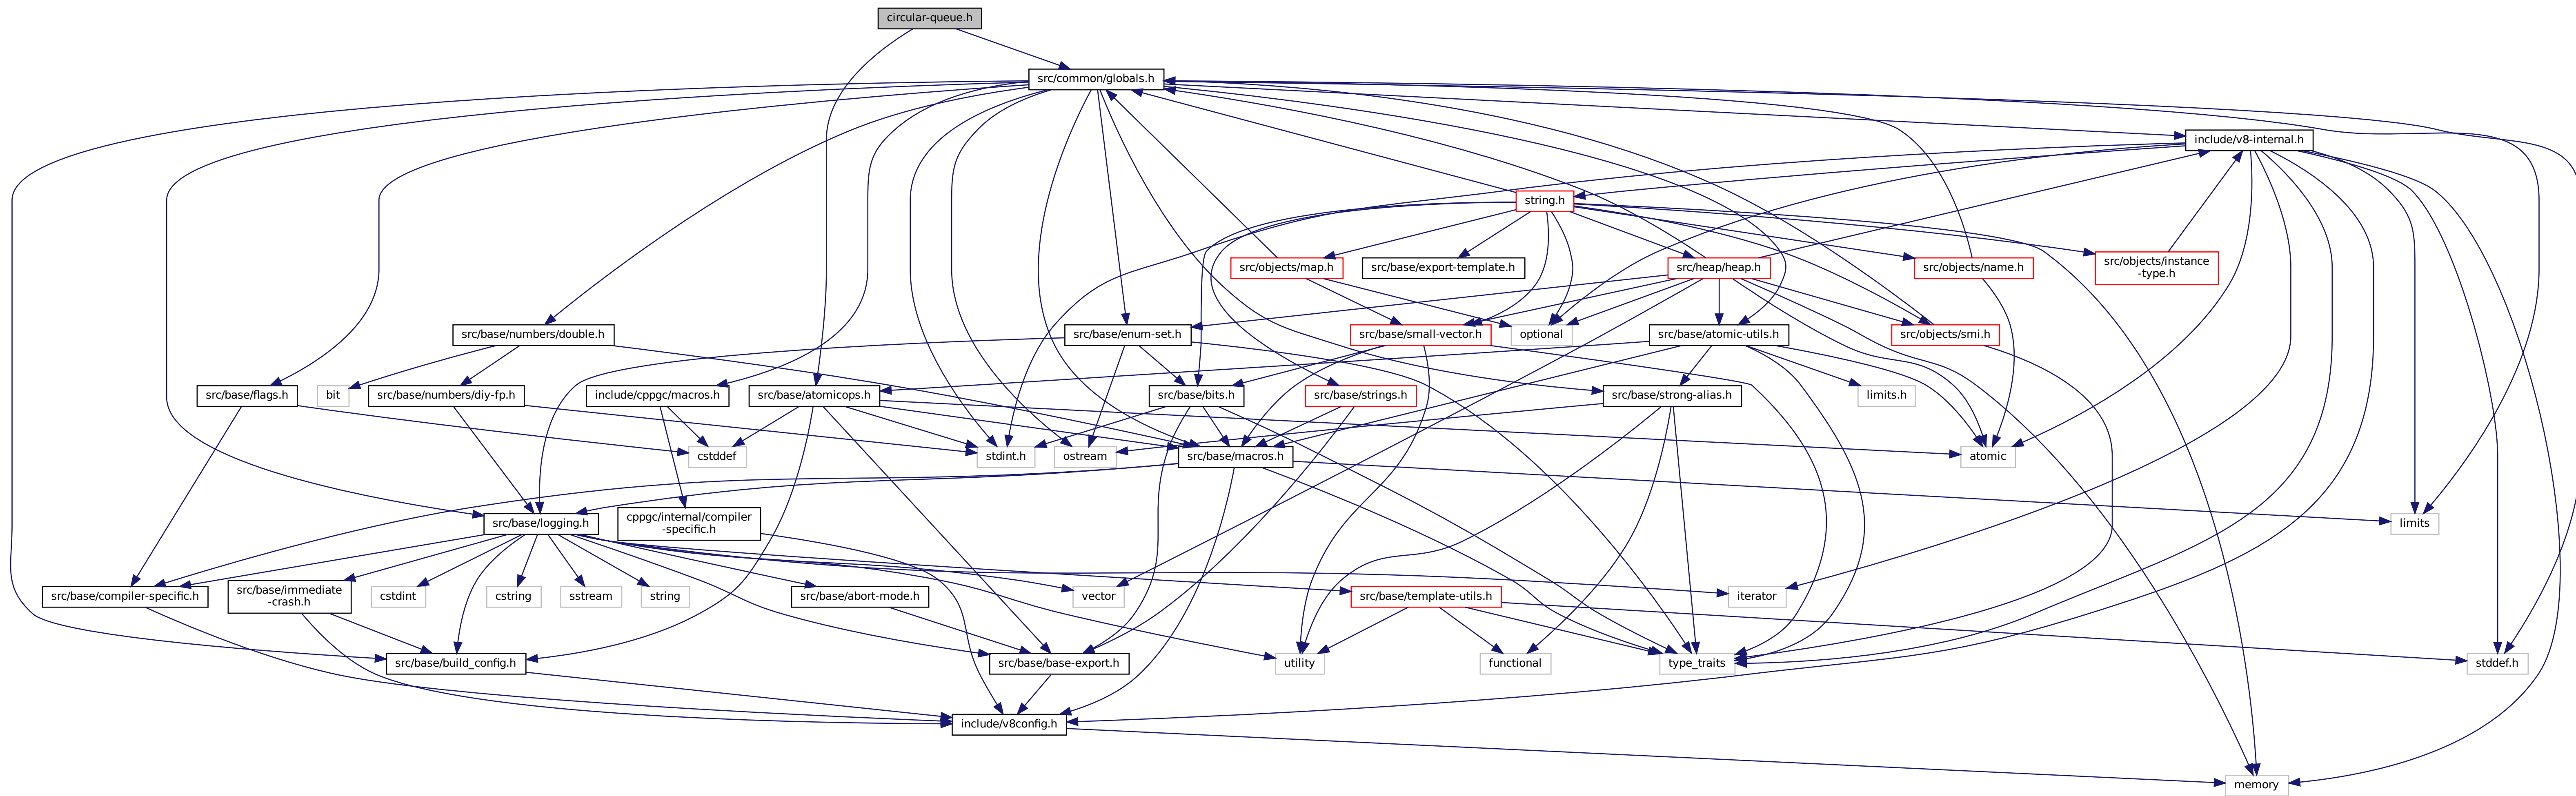 circular-queue.h
src/common/globals.h
include/v8-internal.h
string.h
src/objects/map.h
src/base/export-template.h
src/heap/heap.h
src/objects/name.h
src/objects/instance
-type.h
src/base/numbers/double.h
src/base/enum-set.h
src/base/small-vector.h
optional
src/base/atomic-utils.h
src/objects/smi.h
src/base/flags.h
bit
src/base/numbers/diy-fp.h
include/cppgc/macros.h
src/base/atomicops.h
src/base/bits.h
src/base/strings.h
src/base/strong-alias.h
limits.h
cstddef
stdint.h
ostream
src/base/macros.h
atomic
src/base/logging.h
cppgc/internal/compiler
-specific.h
limits
src/base/compiler-specific.h
src/base/immediate
-crash.h
cstdint
cstring
sstream
string
src/base/abort-mode.h
vector
src/base/template-utils.h
iterator
src/base/build_config.h
src/base/base-export.h
utility
functional
type_traits
stddef.h
include/v8config.h
memory